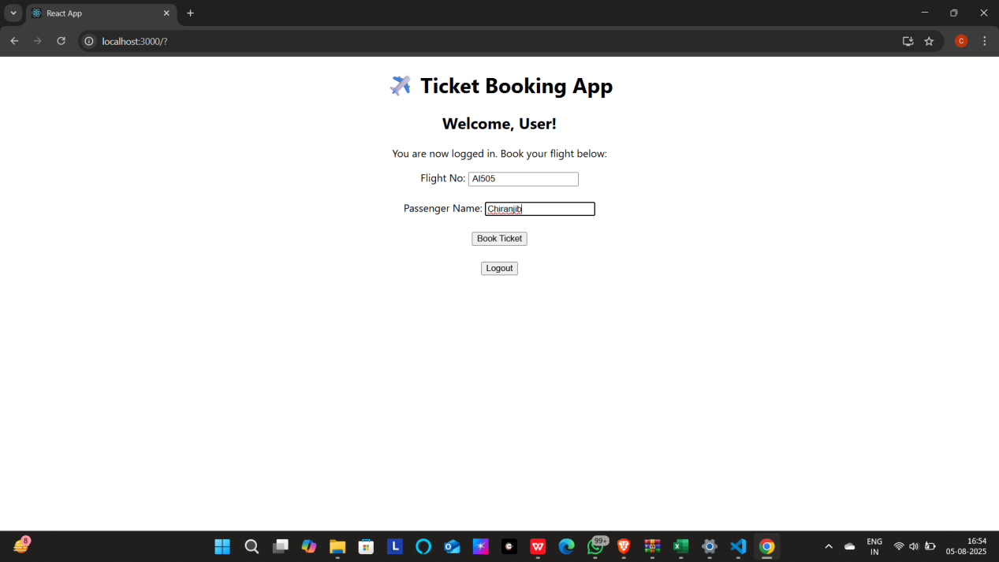 React App
localhost:3000/?
C
Ticket Booking App
Welcome, User!
You are now logged in. Book your flight below:
Flight No: AI505
Passenger Name: Chiranjib
Book Ticket
Logout
8
L
W
99+
ENG
IN
16:54
05-08-2025